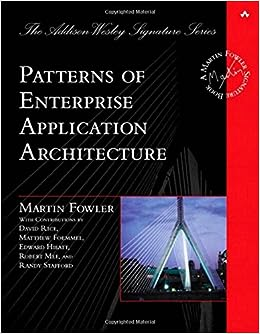 The Addison Wesley Signature Series
PATTERNS OF
ENTERPRISE
APPLICATION
ARCHITECTURE
MARTIN FOWLER
WITH CONTRIBUTIONS BY
DAVID RICE,
MATTHEW FOEMMEL,
EDWARD HIEATT,
ROBERT MEE, AND
RANDY STAFFORD
A MARTIN FOWLER SIGNATURE BOOK
Martin